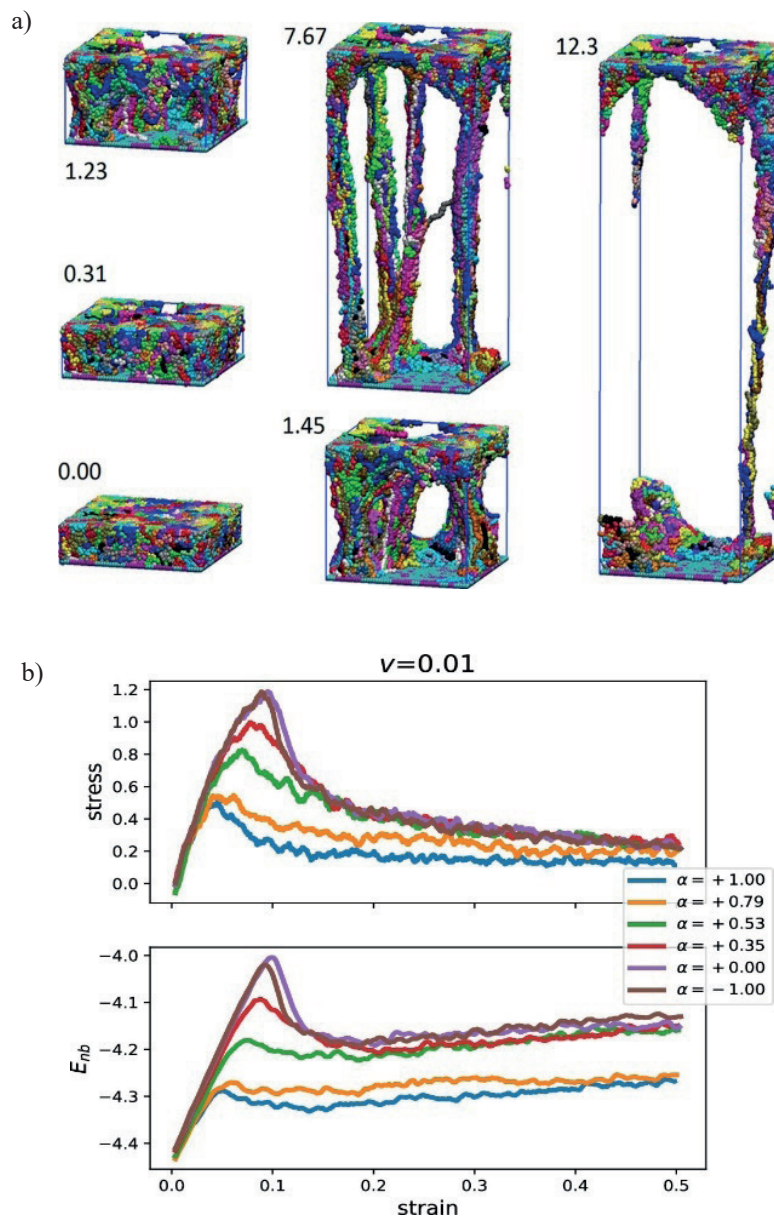 a)
7.67
12.3
1.23
0.31
0.00
1.45
b)
v=0.01
1.2
1.0
0.8
0.6
0.4
0.2
0.0
stress
α = +1.00
α = +0.79
α = +0.53
α = +0.35
α = +0.00
α = −1.00
−4.0
−4.1
−4.2
−4.3
−4.4
E_nb
0.0 0.1 0.2 0.3 0.4 0.5
strain